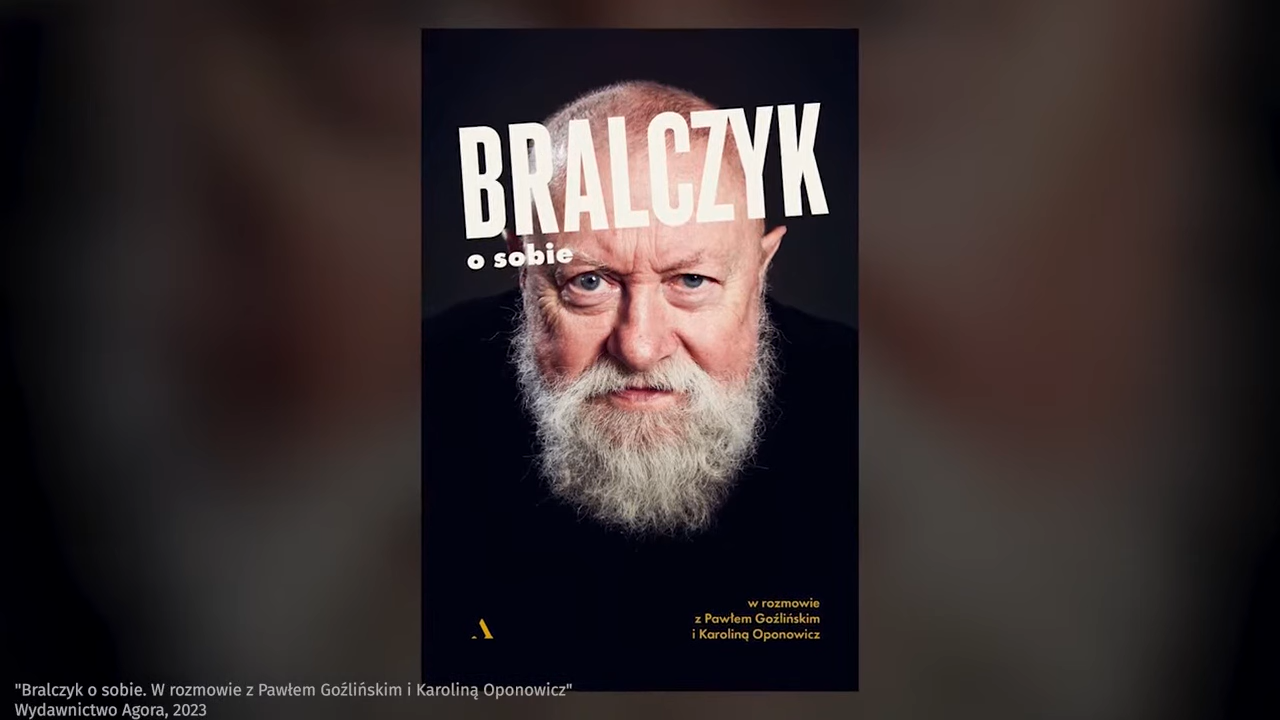 BRALCZYK
o sobie
w rozmowie
z Pawłem Goźlińskim
i Karoliną Oponowicz
"Bralczyk o sobie. W rozmowie z Pawłem Goźlińskim i Karoliną Oponowicz"
Wydawnictwo Agora, 2023